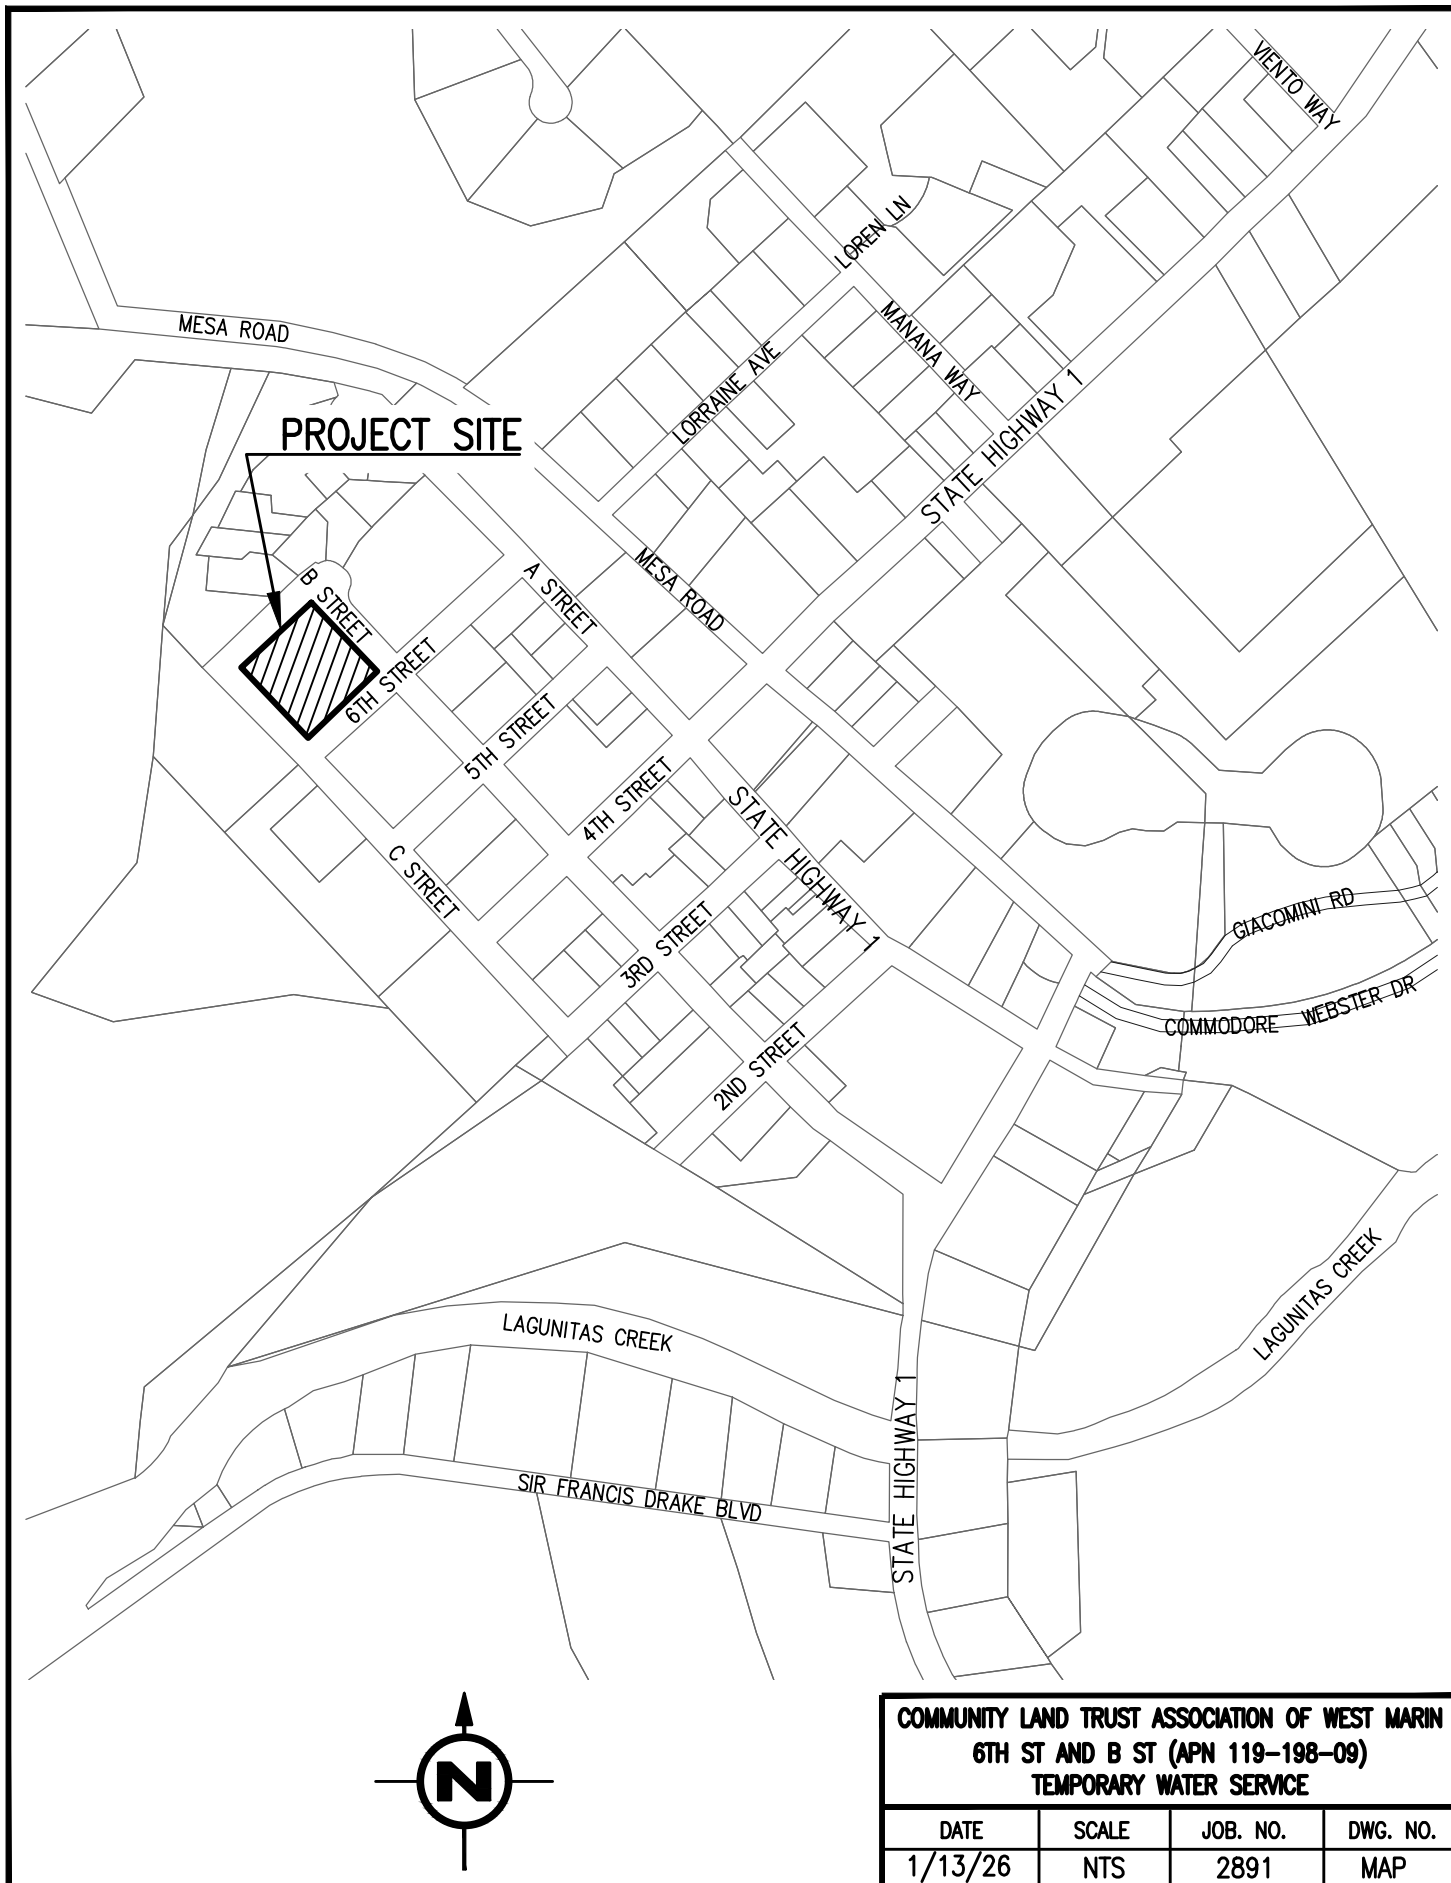 VIENTO WAY
LOREN LN
MESA ROAD
MANANA WAY
LORRAINE AVE
STATE HIGHWAY 1
PROJECT SITE
B STREET
A STREET
MESA ROAD
6TH STREET
5TH STREET
4TH STREET
STATE HIGHWAY 1
C STREET
3RD STREET
GIACOMINI RD
COMMODORE WEBSTER DR
2ND STREET
LAGUNITAS CREEK
LAGUNITAS CREEK
STATE HIGHWAY 1
SIR FRANCIS DRAKE BLVD
N
COMMUNITY LAND TRUST ASSOCIATION OF WEST MARIN
6TH ST AND B ST (APN 119-198-09)
TEMPORARY WATER SERVICE
DATE SCALE JOB. NO. DWG. NO.
1/13/26 NTS 2891 MAP